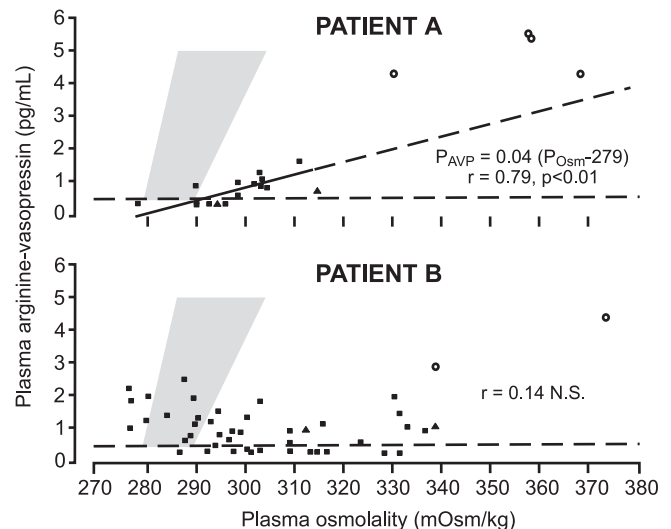 PATIENT A
Plasma arginine-vasopressin (pg/mL)
6
5
4
3
2
1
0
P_AVP = 0.04 (P_Osm-279)
r = 0.79, p<0.01
PATIENT B
6
5
4
3
2
1
0
r = 0.14 N.S.
270 280 290 300 310 320 330 340 350 360 370 380
Plasma osmolality (mOsm/kg)